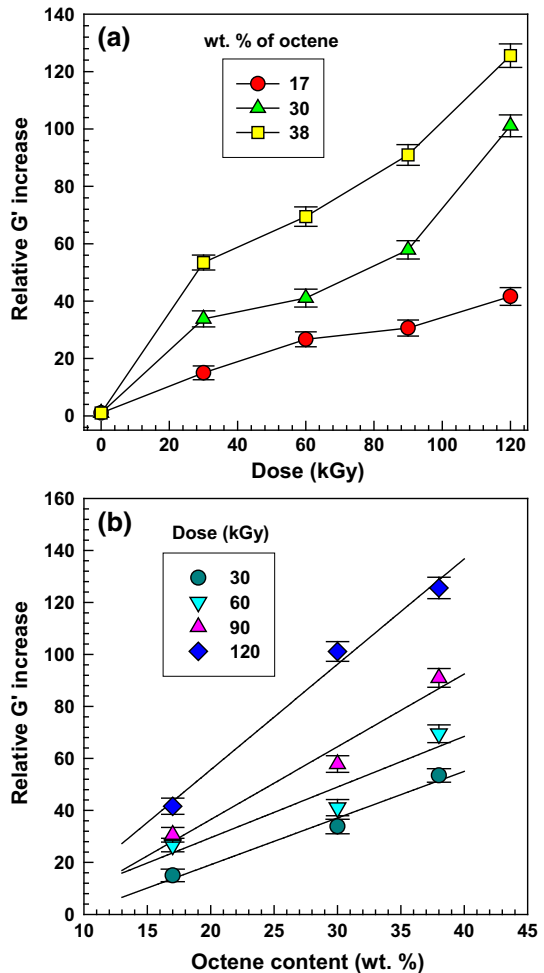 (a)
wt. % of octene
17
30
38
Relative G' increase
140
120
100
80
60
40
20
0
0 20 40 60 80 100 120
Dose (kGy)
(b)
Dose (kGy)
30
60
90
120
Relative G' increase
160
140
120
100
80
60
40
20
0
10 15 20 25 30 35 40 45
Octene content (wt. %)